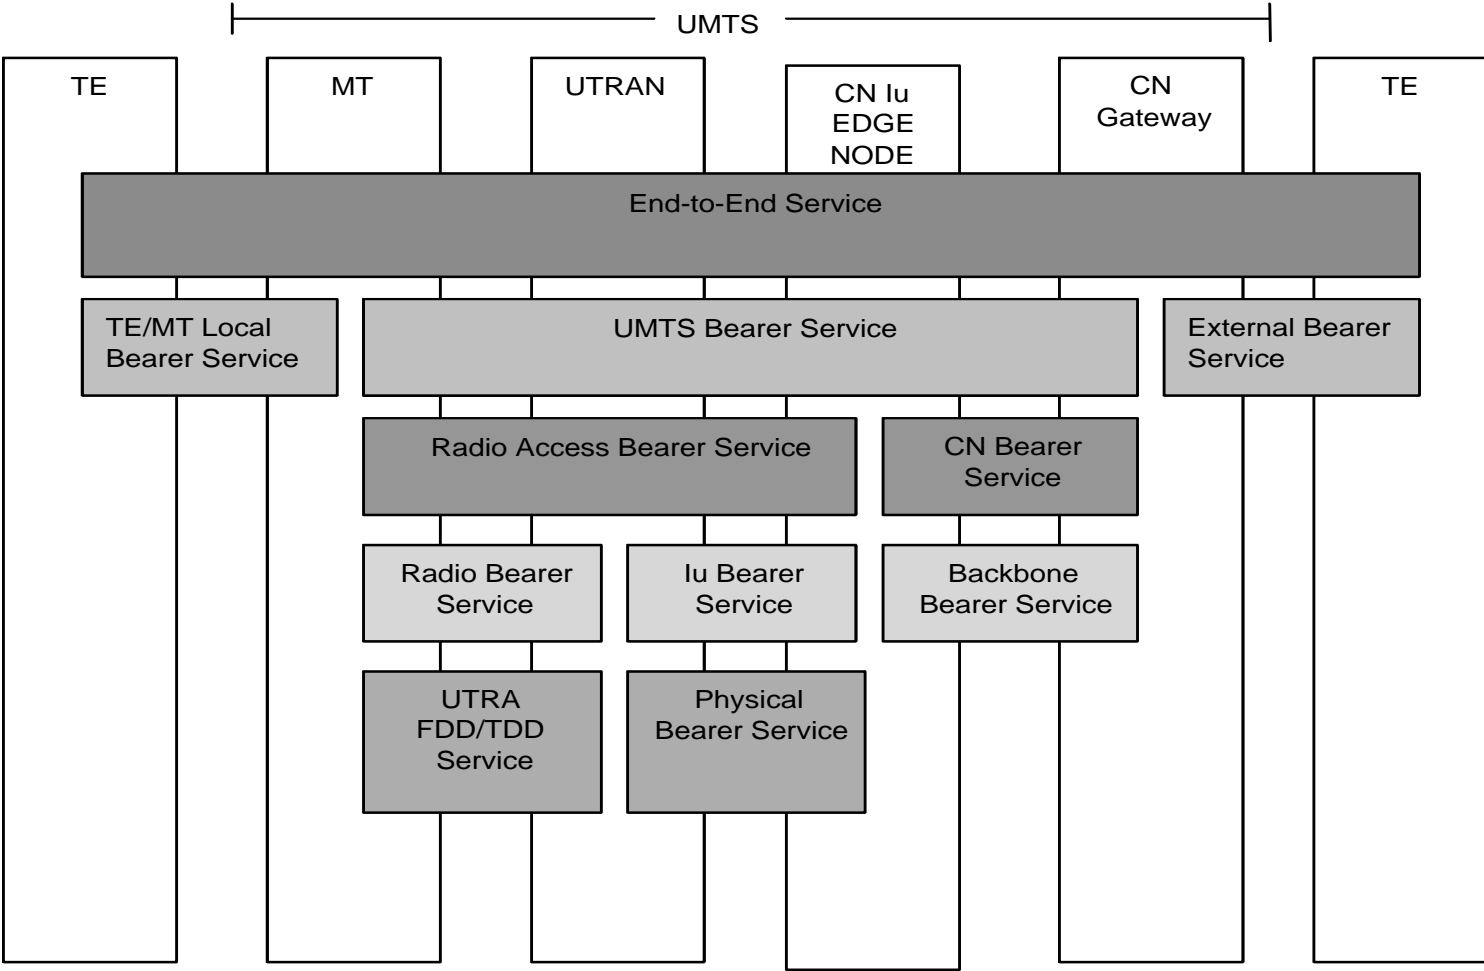 UMTS
TE
MT
UTRAN
CN Iu
EDGE
NODE
CN
Gateway
TE
End-to-End Service
TE/MT Local
Bearer Service
UMTS Bearer Service
External Bearer
Service
Radio Access Bearer Service
CN Bearer
Service
Radio Bearer
Service
Iu Bearer
Service
Backbone
Bearer Service
UTRA
FDD/TDD
Service
Physical
Bearer Service